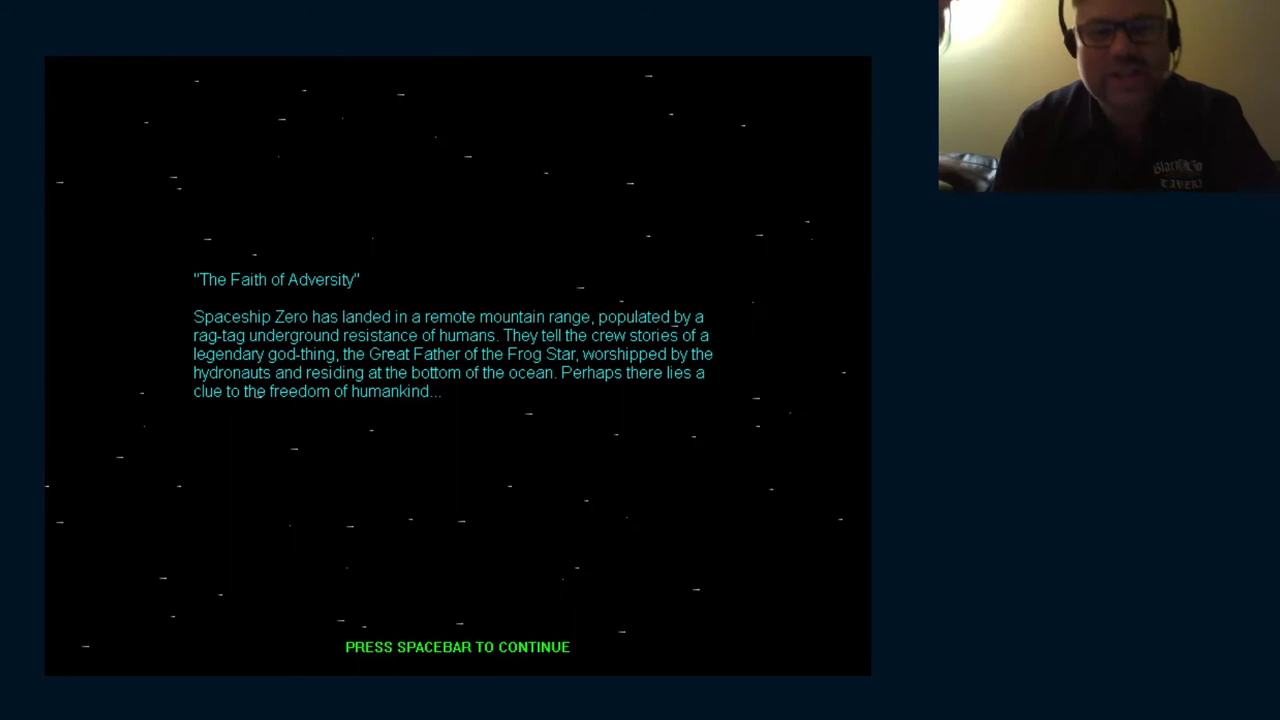 "The Faith of Adversity"
Spaceship Zero has landed in a remote mountain range, populated by a
rag-tag underground resistance of humans. They tell the crew stories of a
legendary god-thing, the Great Father of the Frog Star, worshipped by the
hydronauts and residing at the bottom of the ocean. Perhaps there lies a
clue to the freedom of humankind...
PRESS SPACEBAR TO CONTINUE